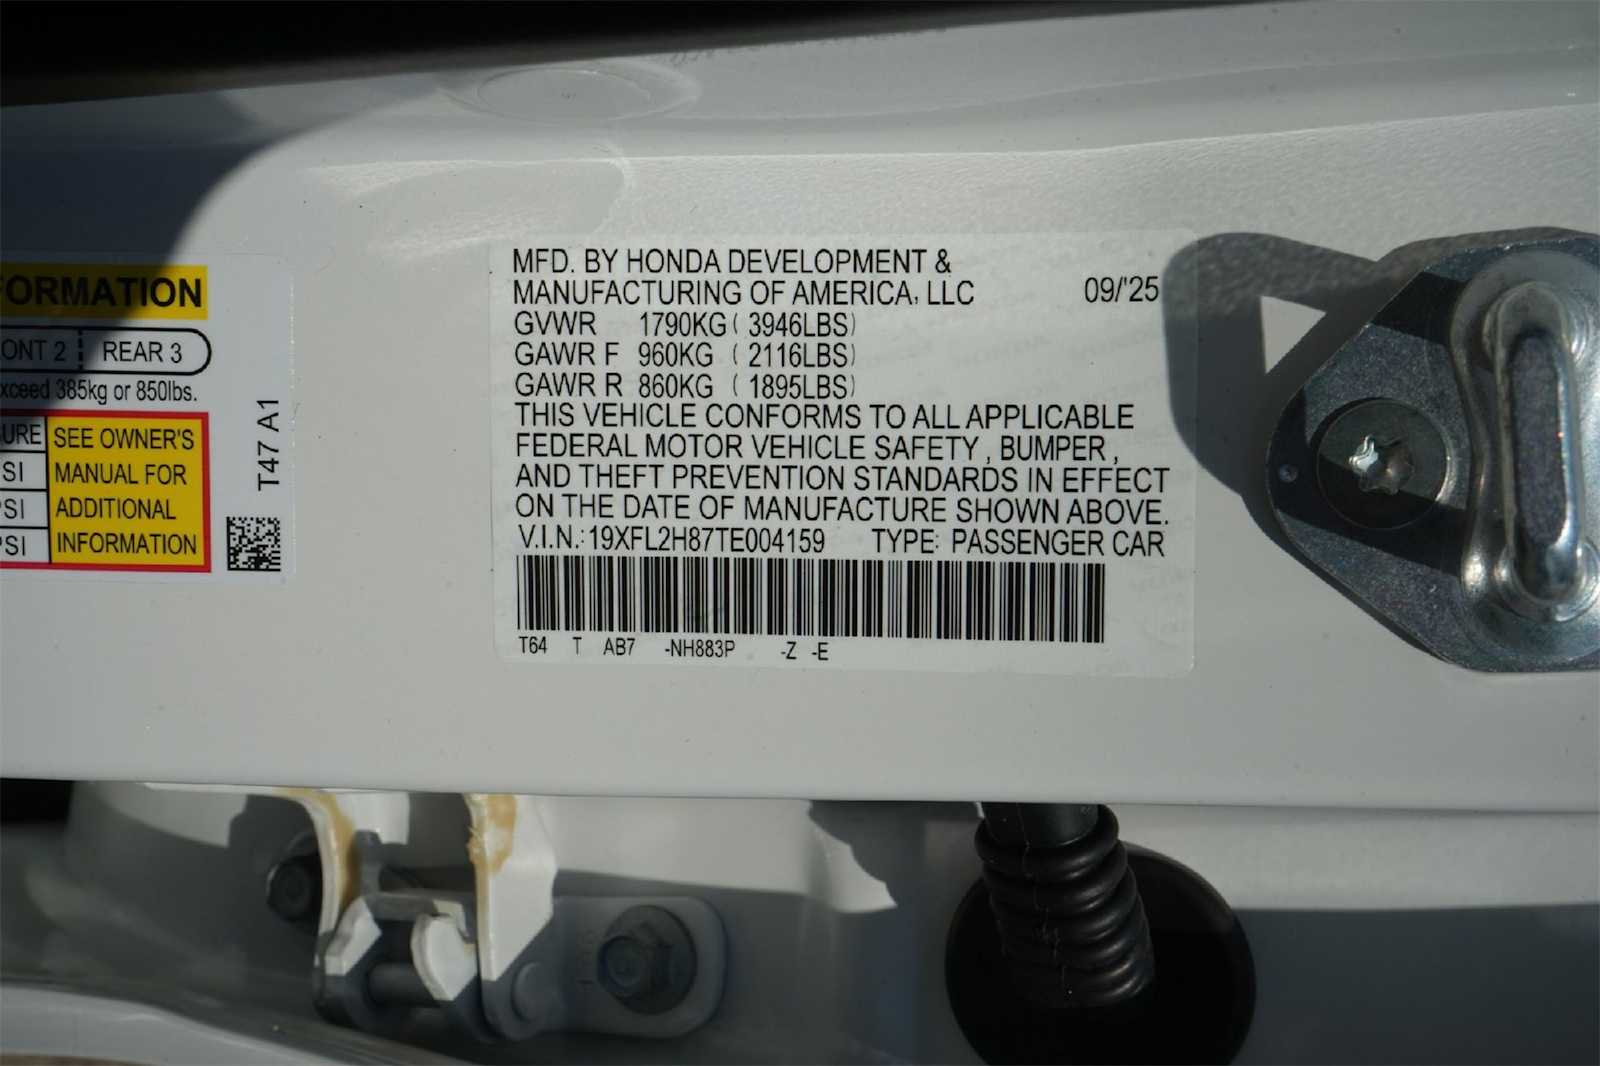 FORMATION
ONT 2 REAR 3
xceed 385kg or 850lbs.
URE
SI
SI
PSI
SEE OWNER'S
MANUAL FOR
ADDITIONAL
INFORMATION
T47 A1
MFD. BY HONDA DEVELOPMENT &
MANUFACTURING OF AMERICA, LLC 09/'25
GVWR 1790KG ( 3946LBS)
GAWR F 960KG ( 2116LBS)
GAWR R 860KG ( 1895LBS)
THIS VEHICLE CONFORMS TO ALL APPLICABLE
FEDERAL MOTOR VEHICLE SAFETY , BUMPER ,
AND THEFT PREVENTION STANDARDS IN EFFECT
ON THE DATE OF MANUFACTURE SHOWN ABOVE.
V.I.N.:19XFL2H87TE004159 TYPE: PASSENGER CAR
T64 T AB7 -NH883P -Z -E